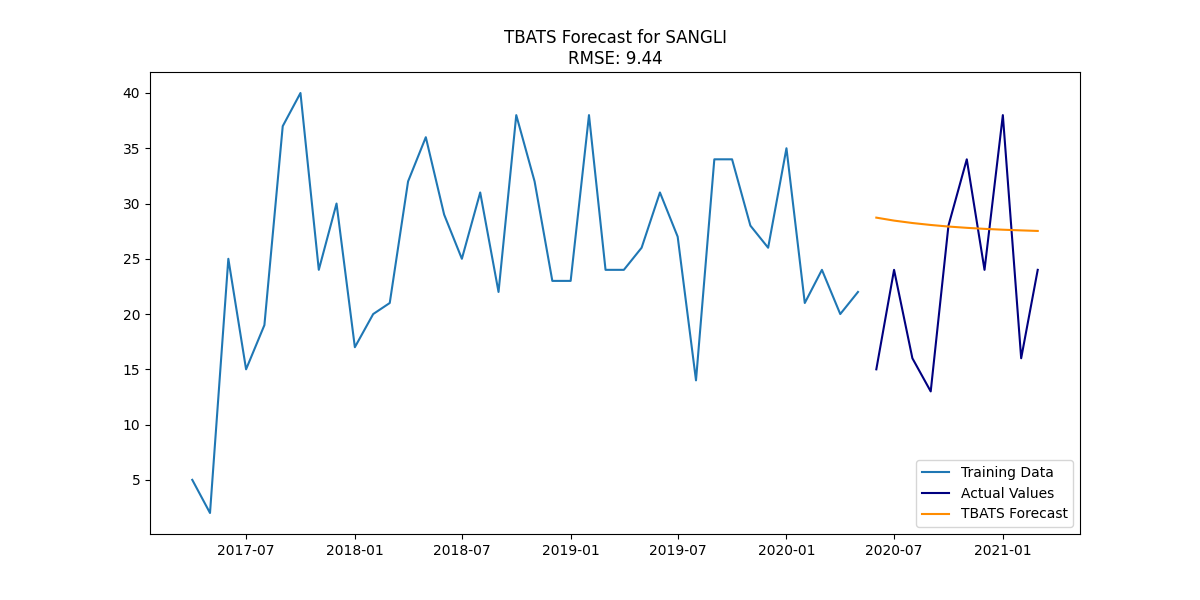 TBATS Forecast for SANGLI
RMSE: 9.44
40
35
30
25
20
15
10
5
2017-07 2018-01 2018-07 2019-01 2019-07 2020-01 2020-07 2021-01
Training Data
Actual Values
TBATS Forecast